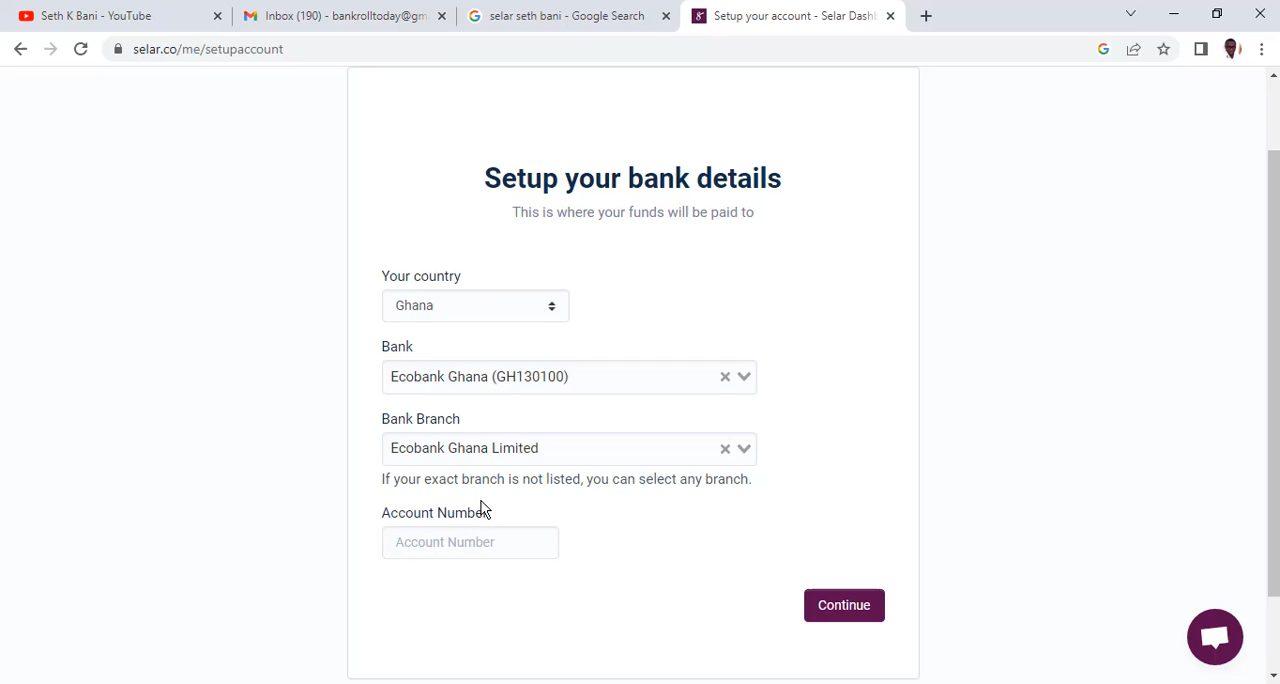 Seth K Bani - YouTube
Inbox (190) - bankrolltoday@gm
selar seth bani - Google Search
Setup your account - Selar Dashb
selar.co/me/setupaccount
Setup your bank details
This is where your funds will be paid to
Your country
Ghana
Bank
Ecobank Ghana (GH130100)
Bank Branch
Ecobank Ghana Limited
If your exact branch is not listed, you can select any branch.
Account Number
Account Number
Continue